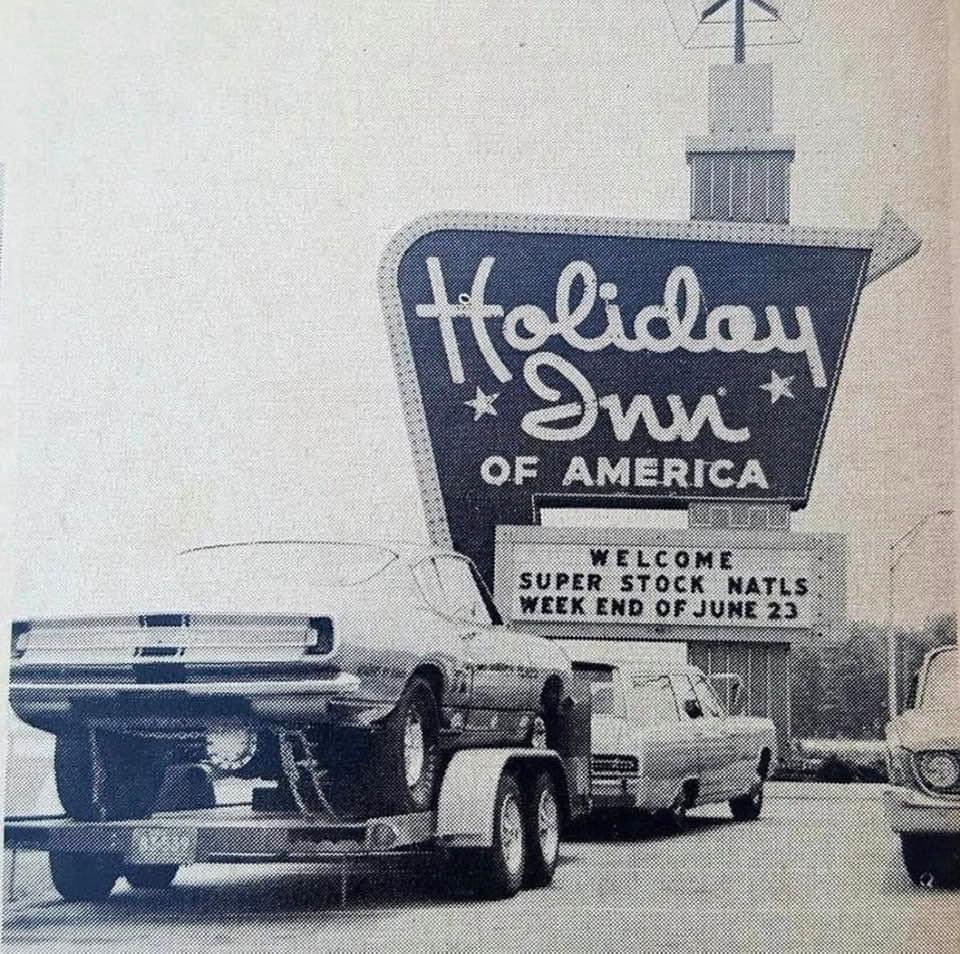 Holiday
Inn
OF AMERICA
WELCOME
SUPER STOCK NATLS
WEEK END OF JUNE 23